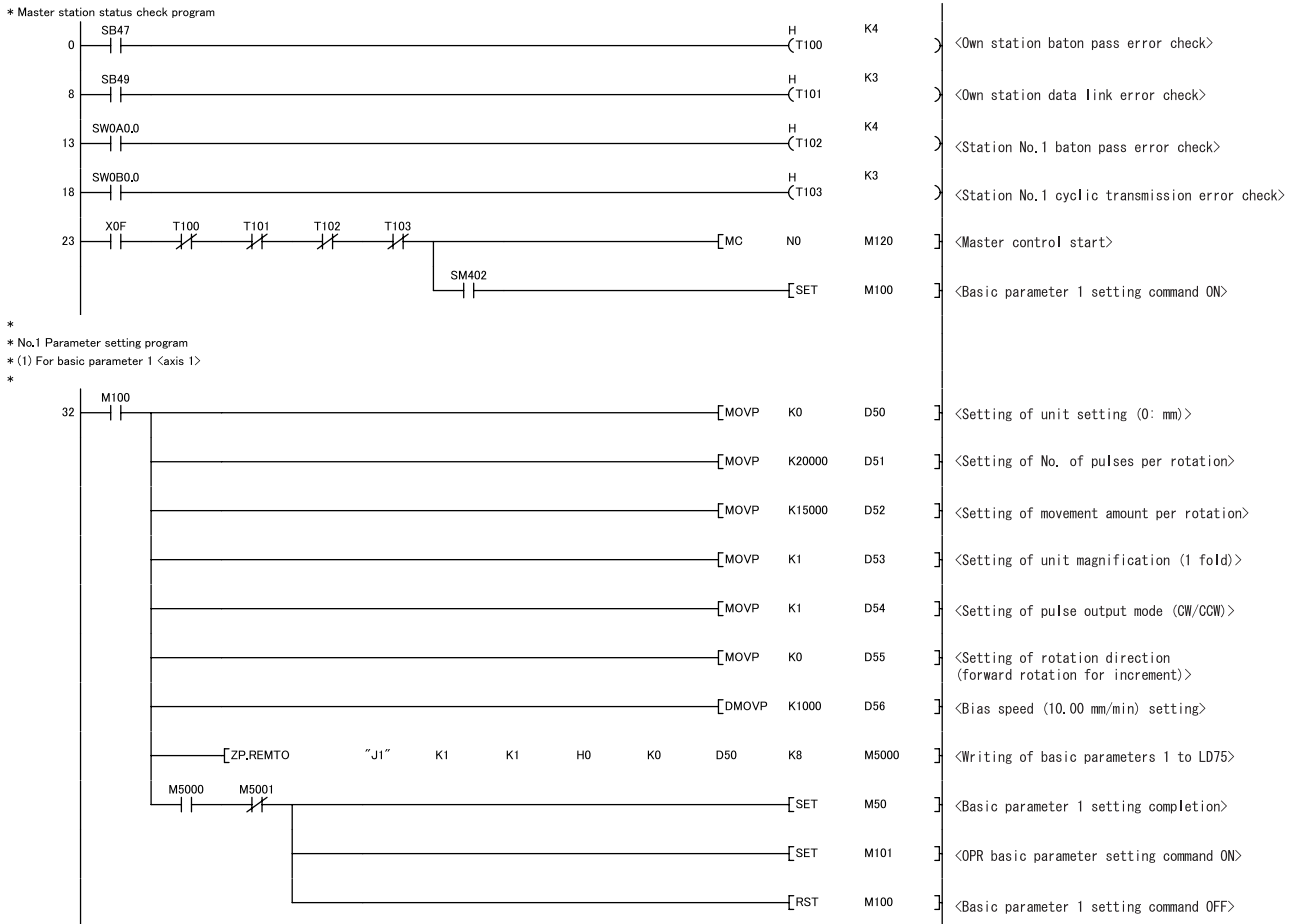 * Master station status check program
SB47
0 H K4
T100 <Own station baton pass error check>
SB49
8 H K3
T101 <Own station data link error check>
SW0A0.0
13 H K4
T102 <Station No.1 baton pass error check>
SW0B0.0
18 H K3
T103 <Station No.1 cyclic transmission error check>
X0F T100 T101 T102 T103
23 MC N0 M120 <Master control start>
SM402
SET M100 <Basic parameter 1 setting command ON>
*
* No.1 Parameter setting program
* (1) For basic parameter 1 <axis 1>
*
M100
32 MOVP K0 D50 <Setting of unit setting (0: mm)>
MOVP K20000 D51 <Setting of No. of pulses per rotation>
MOVP K15000 D52 <Setting of movement amount per rotation>
MOVP K1 D53 <Setting of unit magnification (1 fold)>
MOVP K1 D54 <Setting of pulse output mode (CW/CCW)>
MOVP K0 D55 <Setting of rotation direction
(forward rotation for increment)>
DMOVP K1000 D56 <Bias speed (10.00 mm/min) setting>
ZP.REMTO "J1" K1 K1 H0 K0 D50 K8 M5000 <Writing of basic parameters 1 to LD75>
M5000 M5001
SET M50 <Basic parameter 1 setting completion>
SET M101 <OPR basic parameter setting command ON>
RST M100 <Basic parameter 1 setting command OFF>